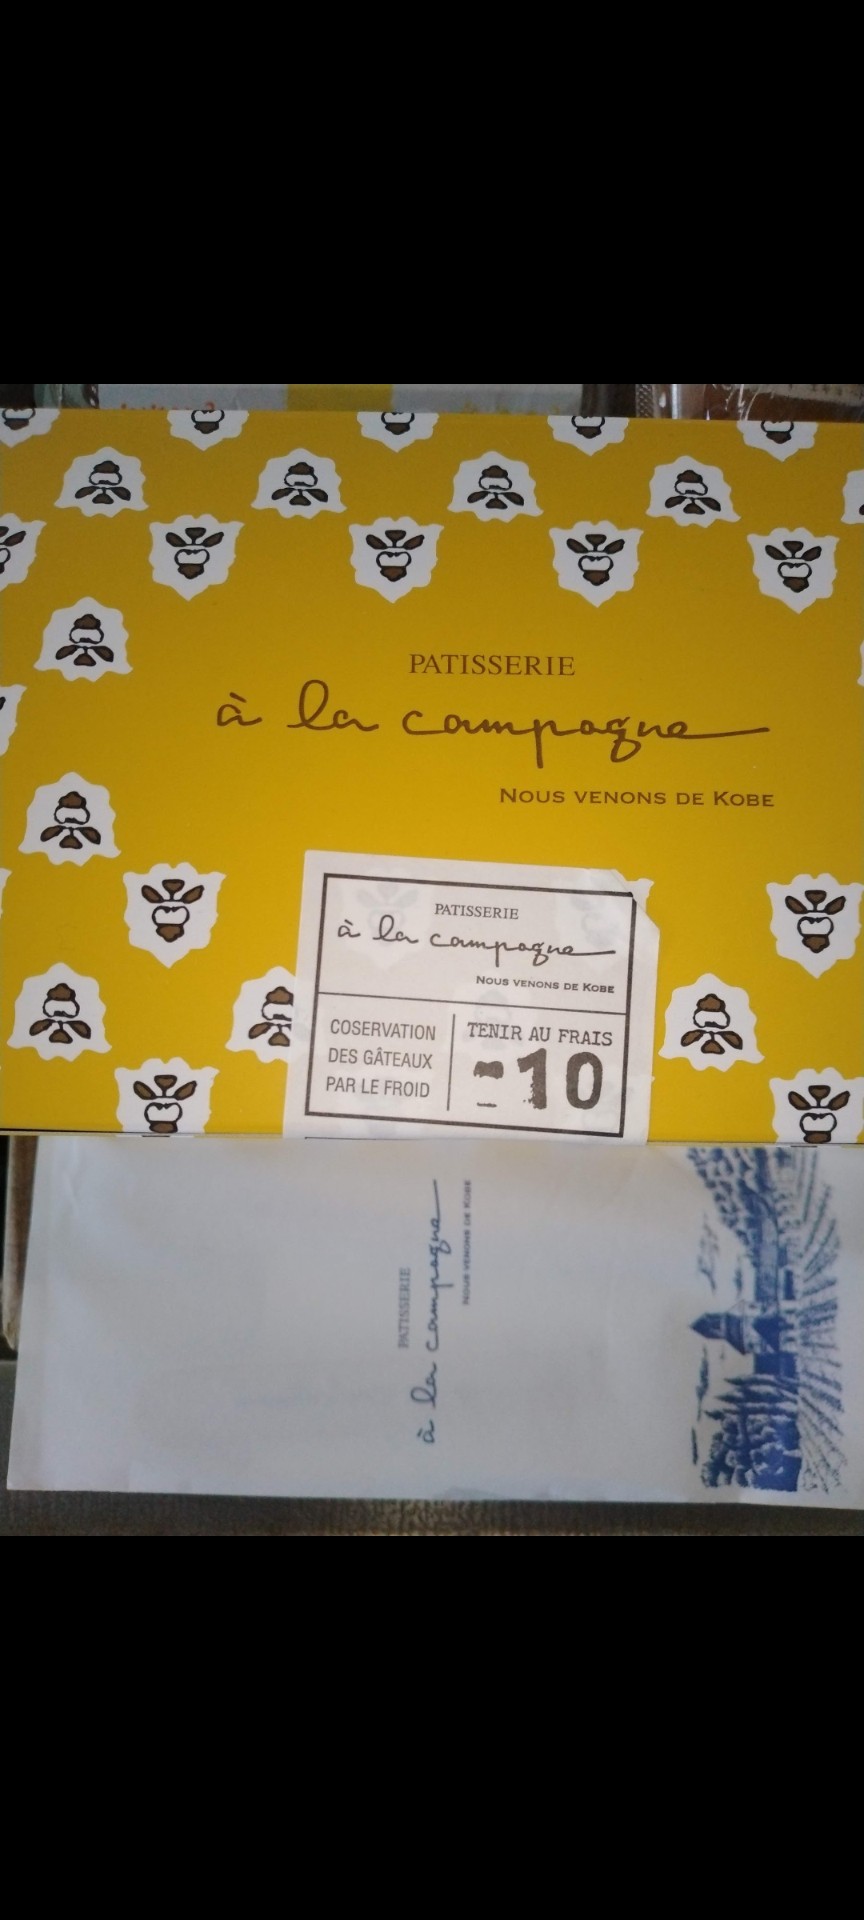 PATISSERIE
à la campagne
NOUS VENONS DE KOBE
PATISSERIE
à la campagne
NOUS VENONS DE KOBE
COSERVATION
DES GÂTEAUX
PAR LE FROID
TENIR AU FRAIS
-10
PATISSERIE
à la campagne
NOUS VENONS DE KOBE